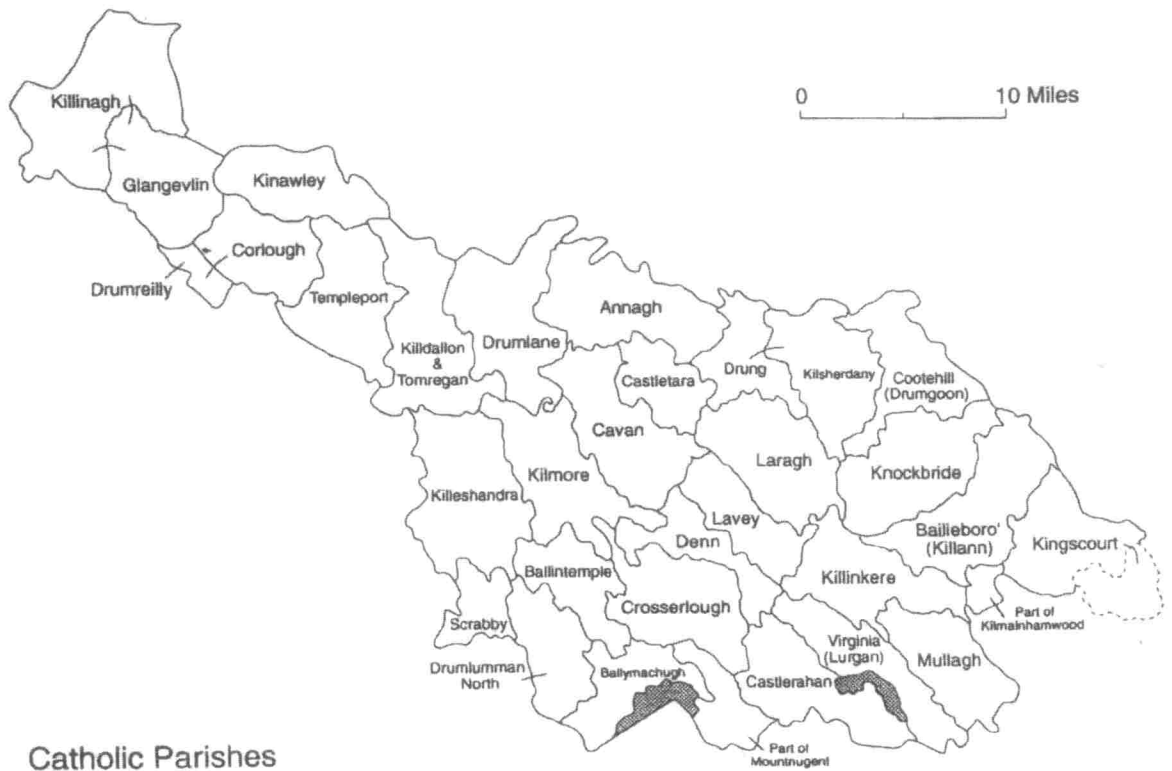 Killinagh
0 10 Miles
Glangevlin
Kinawley
Corlough
Drumreilly
Templeport
Annagh
Drumlane
Killdallon
&
Tomregan
Castletara
Drung
Kilsherdany
Cootehill
(Drumgoon)
Cavan
Laragh
Knockbride
Kilmore
Killeshandra
Lavey
Denn
Bailieboro'
(Killann)
Kingscourt
Ballintemple
Killinkere
Crosserlough
Part of
Kilmainhamwood
Scrabby
Virginia
(Lurgan)
Mullagh
Drumlumman
North
Ballymachugh
Castlerahan
Part of
Mountnugent
Catholic Parishes